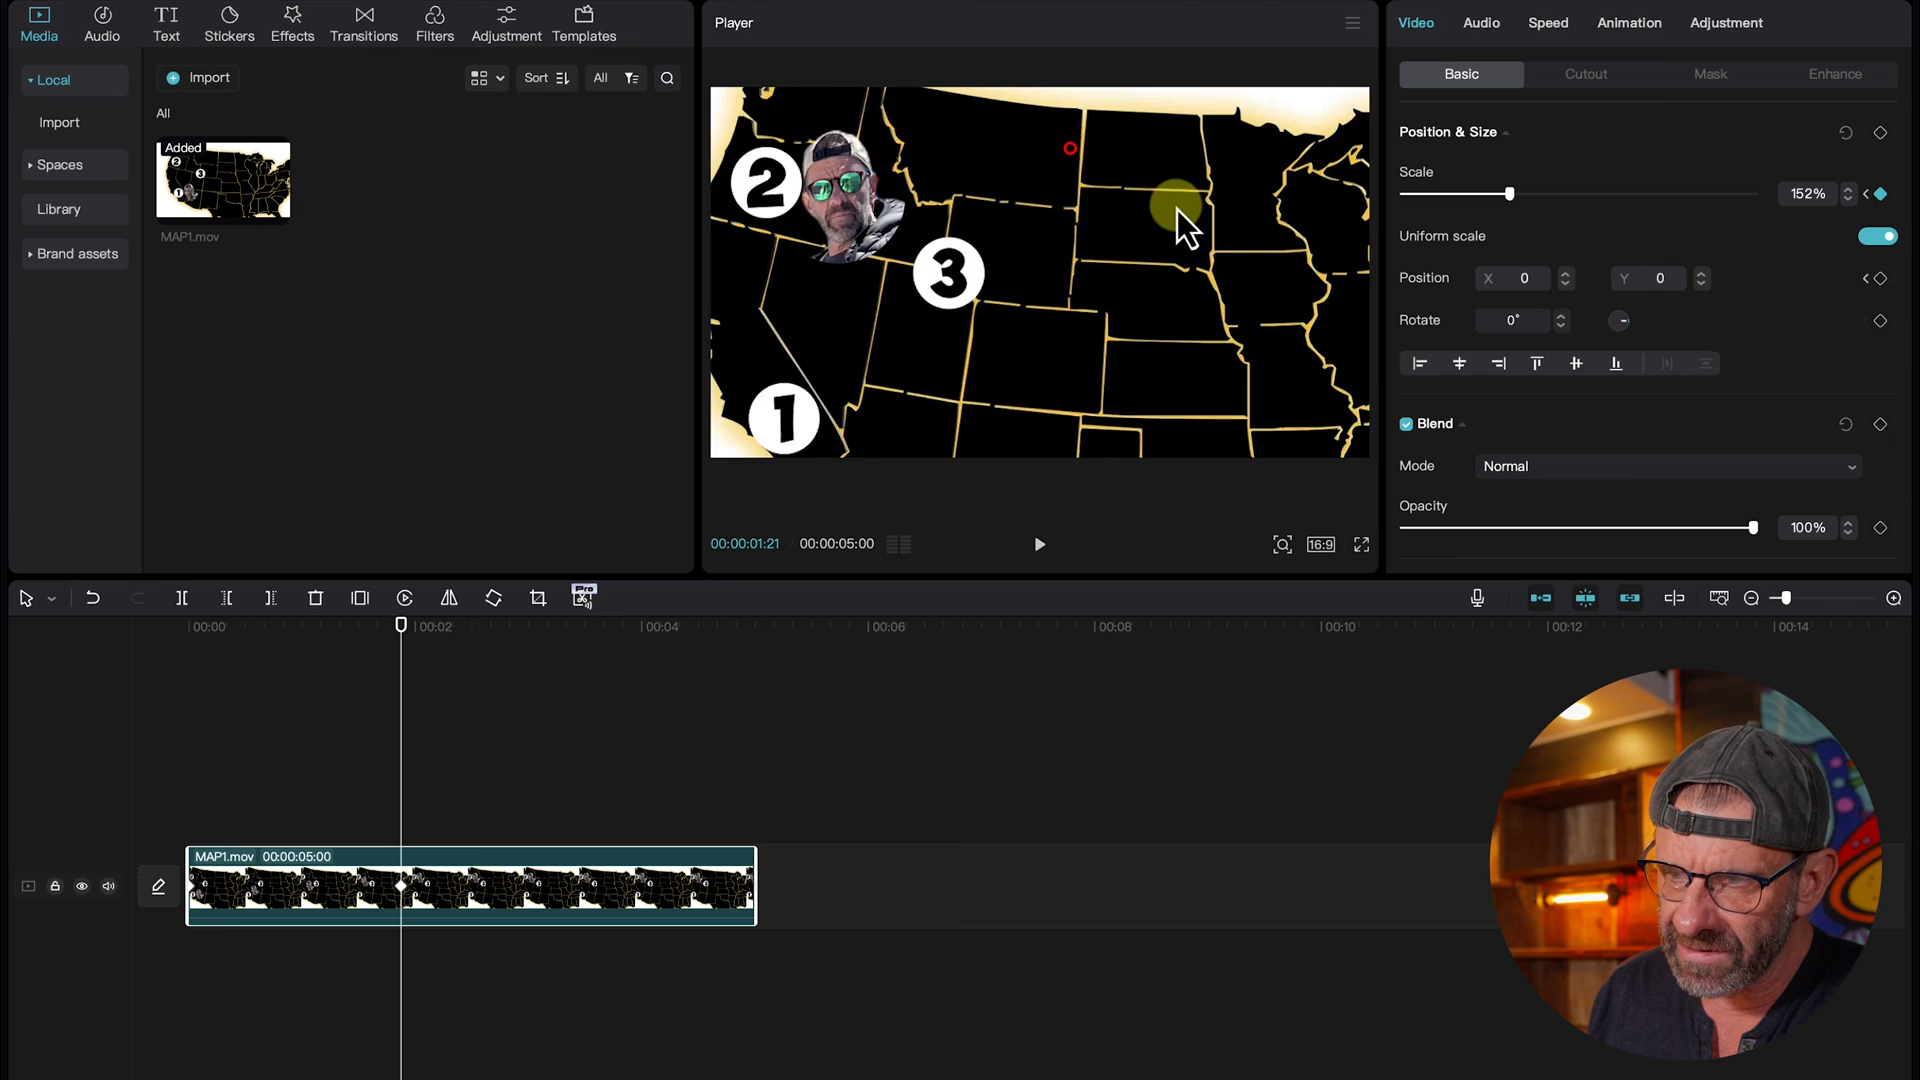 Media Audio Text Stickers Effects Transitions Filters Adjustment Templates
Local
Import
Spaces
Library
Brand assets
Import
Sort
All
All
Added
2
3
1
MAP1.mov
Player
2
3
1
00:00:01:21 00:00:05:00
16:9
Video Audio Speed Animation Adjustment
Basic Cutout Mask Enhance
Position & Size
Scale
152%
Uniform scale
Position X 0 Y 0
Rotate 0°
Blend
Mode Normal
Opacity
100%
Pro
00:00 00:02 00:04 00:06 00:08 00:10 00:12 00:14
MAP1.mov 00:00:05:00